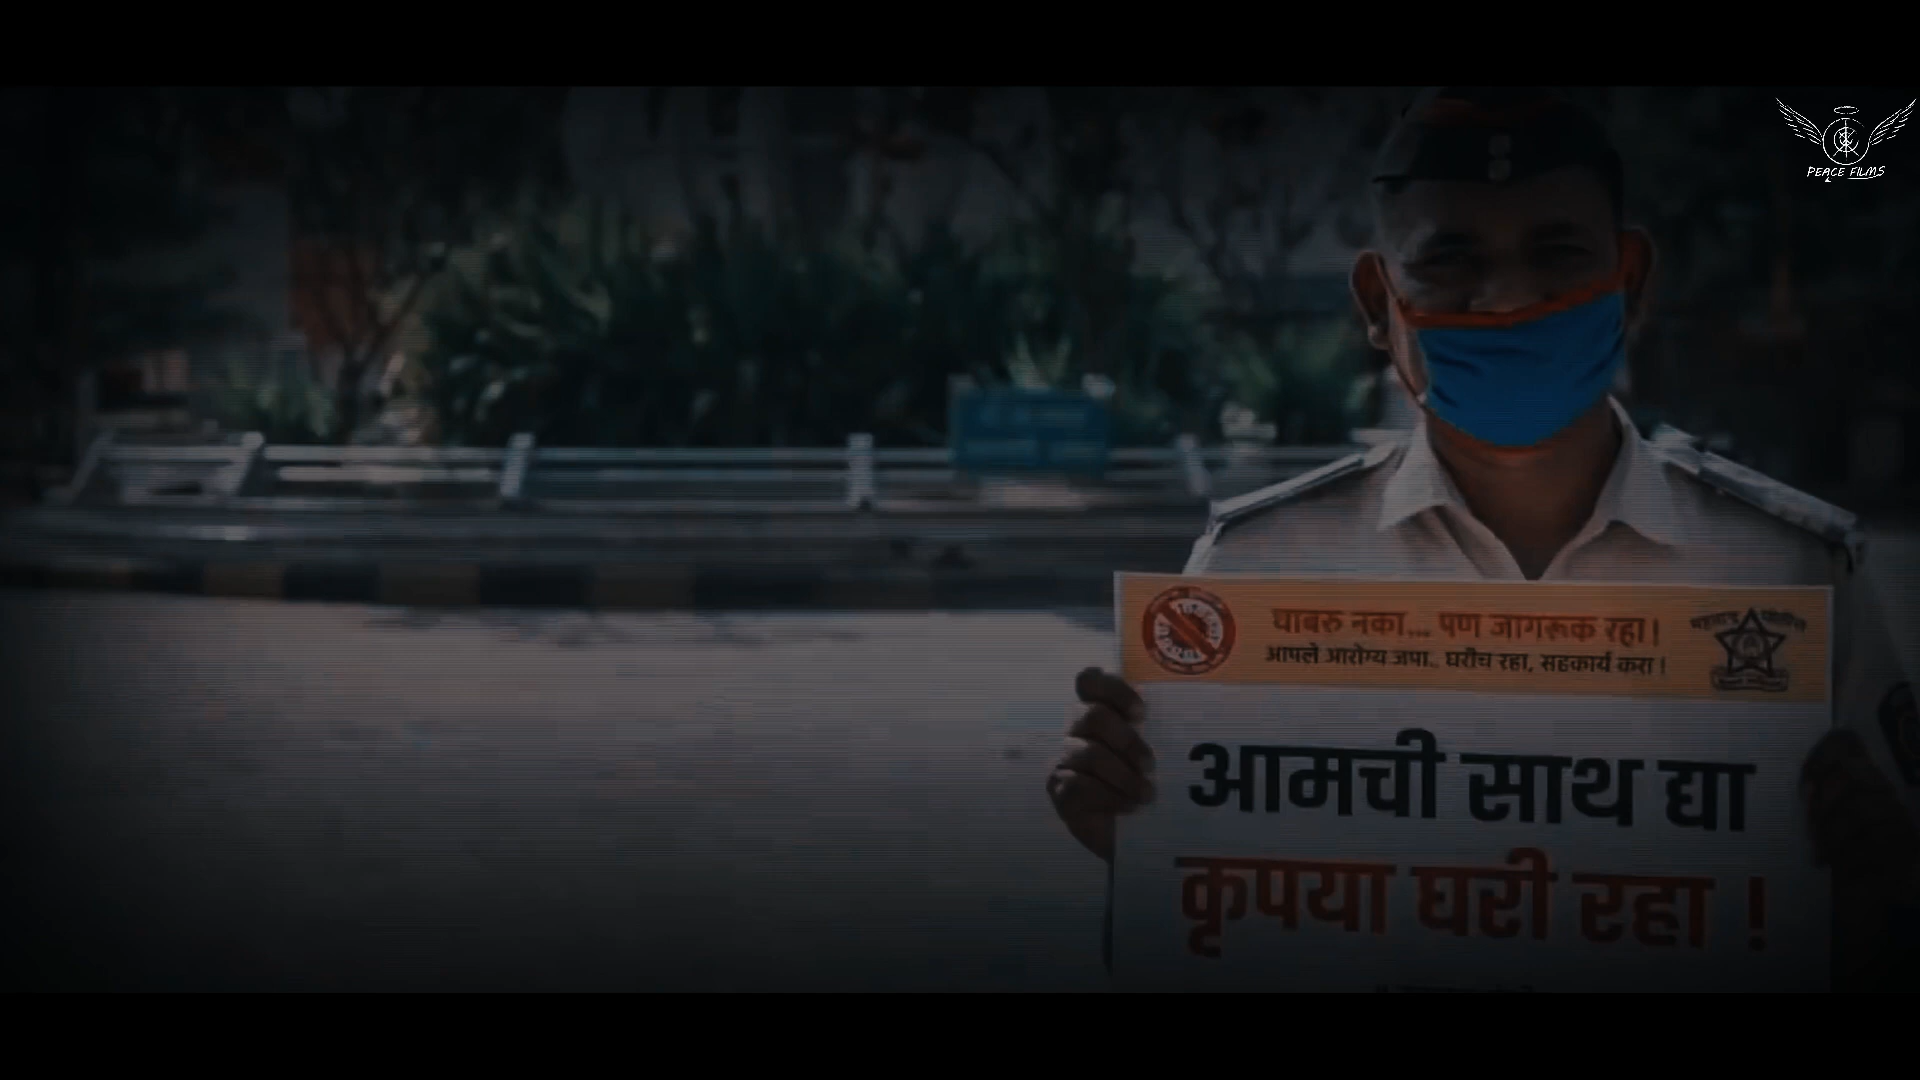 PEACE FILMS
घाबरु नका... पण जागरूक रहा!
आपले आरोग्य जपा.. घरीच रहा, सहकार्य करा!
आमची साथ द्या
कृपया घरी रहा !